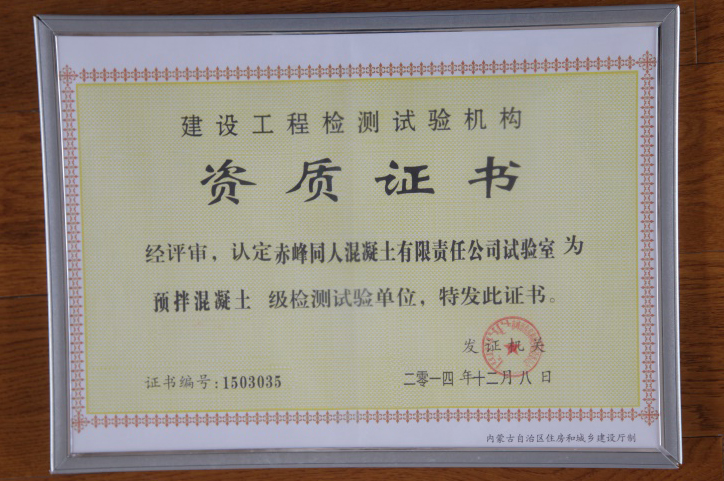 建设工程检测试验机构
资质证书
经评审，认定赤峰同人混凝土有限责任公司试验室为
预拌混凝土 级检测试验单位，特发此证书。
发证机关
证书编号:1503035 二零一四年十二月八日
内蒙古自治区住房和城乡建设厅制